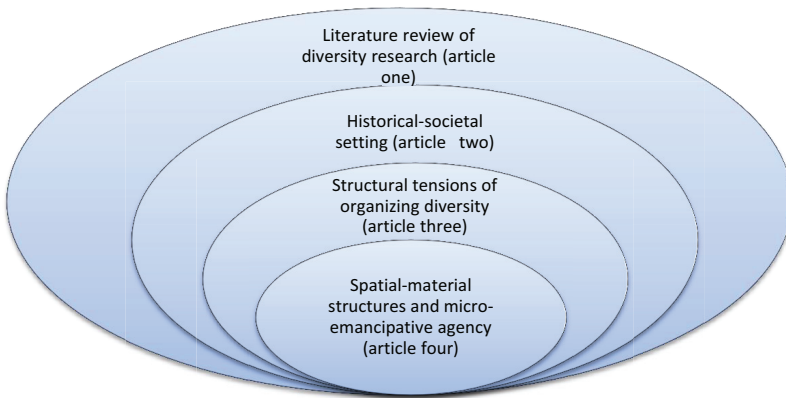 Literature review of
diversity research (article
one)
Historical-societal
setting (article two)
Structural tensions of
organizing diversity
(article three)
Spatial-material
structures and micro-
emancipative agency
(article four)